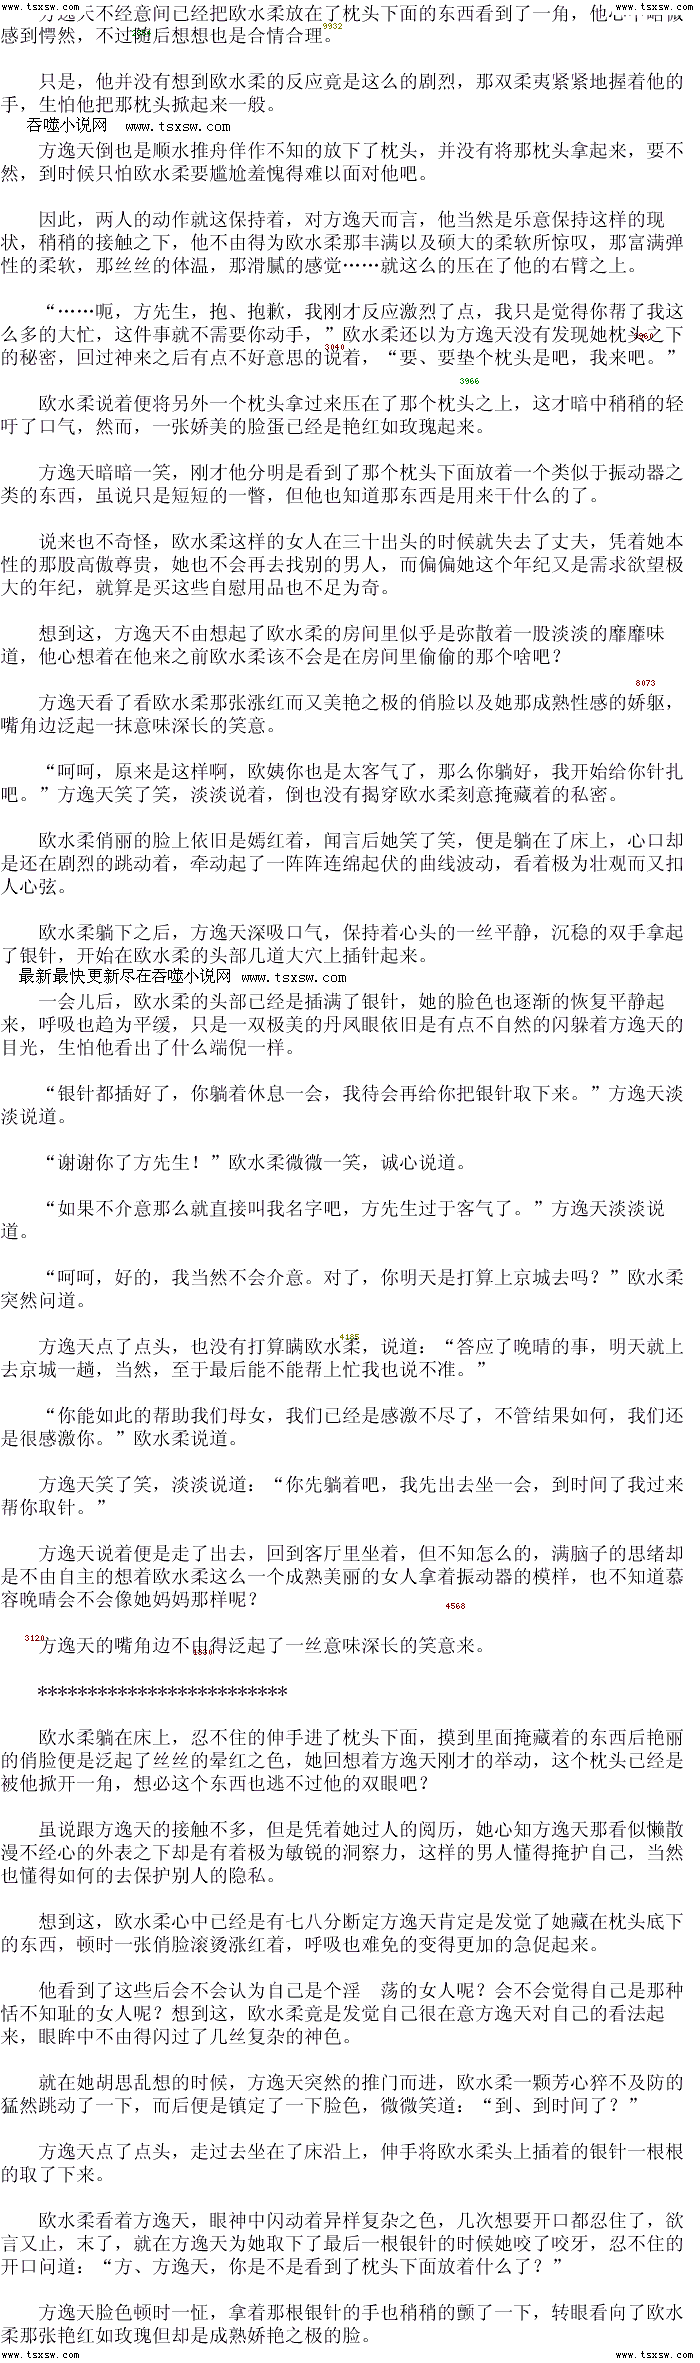 www.tsxsw.com www.tsxsw.com www.tsxsw.com
方逸天不经意间已经把欧水柔放在了枕头下面的东西看到了一角，他心中暗微
9932
感到愕然，不过随后想想也是合情合理。
只是，他并没有想到欧水柔的反应竟是这么的剧烈，那双柔夷紧紧地握着他的
手，生怕他把那枕头掀起来一般。
吞噬小说网 www.tsxsw.com
方逸天倒也是顺水推舟佯作不知的放下了枕头，并没有将那枕头拿起来，要不
然，到时候只怕欧水柔要尴尬羞愧得难以面对他吧。
因此，两人的动作就这保持着，对方逸天而言，他当然是乐意保持这样的现
状，稍稍的接触之下，他不由得为欧水柔那丰满以及硕大的柔软所惊叹，那富满弹
性的柔软，那丝丝的体温，那滑腻的感觉……就这么的压在了他的右臂之上。
“……呃，方先生，抱、抱歉，我刚才反应激烈了点，我只是觉得你帮了我这
么多的大忙，这件事就不需要你动手，”欧水柔还以为方逸天没有发现她枕头之下
3040
的秘密，回过神来之后有点不好意思的说着，“要、要垫个枕头是吧，我来吧。”
3966
欧水柔说着便将另外一个枕头拿过来压在了那个枕头之上，这才暗中稍稍的轻
吁了口气，然而，一张娇美的脸蛋已经是艳红如玫瑰起来。
方逸天暗暗一笑，刚才他分明是看到了那个枕头下面放着一个类似于振动器之
类的东西，虽说只是短短的一瞥，但他也知道那东西是用来干什么的了。
说来也不奇怪，欧水柔这样的女人在三十出头的时候就失去了丈夫，凭着她本
性的那股高傲尊贵，她也不会再去找别的男人，而偏偏她这个年纪又是需求欲望极
大的年纪，就算是买这些自慰用品也不足为奇。
想到这，方逸天不由想起了欧水柔的房间里似乎是弥散着一股淡淡的靡靡味
道，他心想着在他来之前欧水柔该不会是在房间里偷偷的那个啥吧？
8073
方逸天看了看欧水柔那张涨红而又美艳之极的俏脸以及她那成熟性感的娇躯，
嘴角边泛起一抹意味深长的笑意。
“呵呵，原来是这样啊，欧姨你也是太客气了，那么你躺好，我开始给你针扎
吧。”方逸天笑了笑，淡淡说着，倒也没有揭穿欧水柔刻意掩藏着的私密。
欧水柔俏丽的脸上依旧是嫣红着，闻言后她笑了笑，便是躺在了床上，心口却
是还在剧烈的跳动着，牵动起了一阵阵连绵起伏的曲线波动，看着极为壮观而又扣
人心弦。
欧水柔躺下之后，方逸天深吸口气，保持着心头的一丝平静，沉稳的双手拿起
了银针，开始在欧水柔的头部几道大穴上插针起来。
最新最快更新尽在吞噬小说网 www.tsxsw.com
一会儿后，欧水柔的头部已经是插满了银针，她的脸色也逐渐的恢复平静起
来，呼吸也趋为平缓，只是一双极美的丹凤眼依旧是有点不自然的闪躲着方逸天的
目光，生怕他看出了什么端倪一样。
“银针都插好了，你躺着休息一会，我待会再给你把银针取下来。”方逸天淡
淡说道。
“谢谢你了方先生！”欧水柔微微一笑，诚心说道。
“如果不介意那么就直接叫我名字吧，方先生过于客气了。”方逸天淡淡说
道。
“呵呵，好的，我当然不会介意。对了，你明天是打算上京城去吗？”欧水柔
突然问道。
4185
方逸天点了点头，也没有打算瞒欧水柔，说道：“答应了晚晴的事，明天就上
去京城一趟，当然，至于最后能不能帮上忙我也说不准。”
“你能如此的帮助我们母女，我们已经是感激不尽了，不管结果如何，我们还
是很感激你。”欧水柔说道。
方逸天笑了笑，淡淡说道：“你先躺着吧，我先出去坐一会，到时间了我过来
帮你取针。”
方逸天说着便是走了出去，回到客厅里坐着，但不知怎么的，满脑子的思绪却
是不由自主的想着欧水柔这么一个成熟美丽的女人拿着振动器的模样，也不知道慕
容晚晴会不会像她妈妈那样呢？
4568
3120
方逸天的嘴角边不由得泛起了一丝意味深长的笑意来。
*************************
欧水柔躺在床上，忍不住的伸手进了枕头下面，摸到里面掩藏着的东西后艳丽
的俏脸便是泛起了丝丝的晕红之色，她回想着方逸天刚才的举动，这个枕头已经是
被他掀开一角，想必这个东西也逃不过他的双眼吧？
虽说跟方逸天的接触不多，但是凭着她过人的阅历，她心知方逸天那看似懒散
漫不经心的外表之下却是有着极为敏锐的洞察力，这样的男人懂得掩护自己，当然
也懂得如何的去保护别人的隐私。
想到这，欧水柔心中已经是有七八分断定方逸天肯定是发觉了她藏在枕头底下
的东西，顿时一张俏脸滚烫涨红着，呼吸也难免的变得更加的急促起来。
他看到了这些后会不会认为自己是个淫　荡的女人呢？会不会觉得自己是那种
恬不知耻的女人呢？想到这，欧水柔竟是发觉自己很在意方逸天对自己的看法起
来，眼眸中不由得闪过了几丝复杂的神色。
就在她胡思乱想的时候，方逸天突然的推门而进，欧水柔一颗芳心猝不及防的
猛然跳动了一下，而后便是镇定了一下脸色，微微笑道：“到、到时间了？”
方逸天点了点头，走过去坐在了床沿上，伸手将欧水柔头上插着的银针一根根
的取了下来。
欧水柔看着方逸天，眼神中闪动着异样复杂之色，几次想要开口都忍住了，欲
言又止，末了，就在方逸天为她取下了最后一根银针的时候她咬了咬牙，忍不住的
开口问道：“方、方逸天，你是不是看到了枕头下面放着什么了？”
方逸天脸色顿时一怔，拿着那根银针的手也稍稍的颤了一下，转眼看向了欧水
柔那张艳红如玫瑰但却是成熟娇艳之极的脸。
www.tsxsw.com www.tsxsw.com www.tsxsw.com